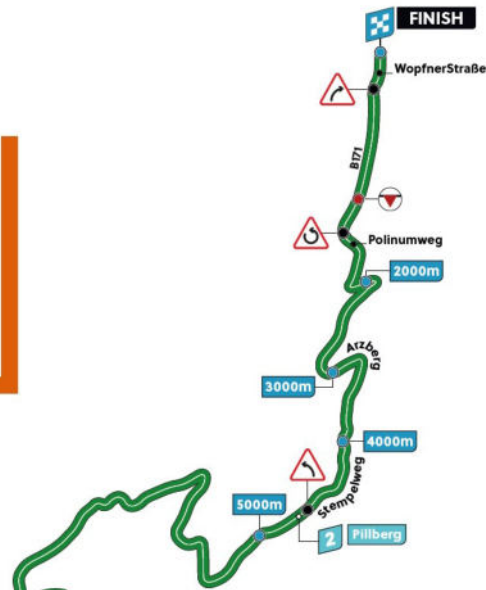 FINISH
WopfnerStraße
B171
Polinumweg
2000m
Arzberg
3000m
4000m
Stempelweg
5000m
2 Pillberg